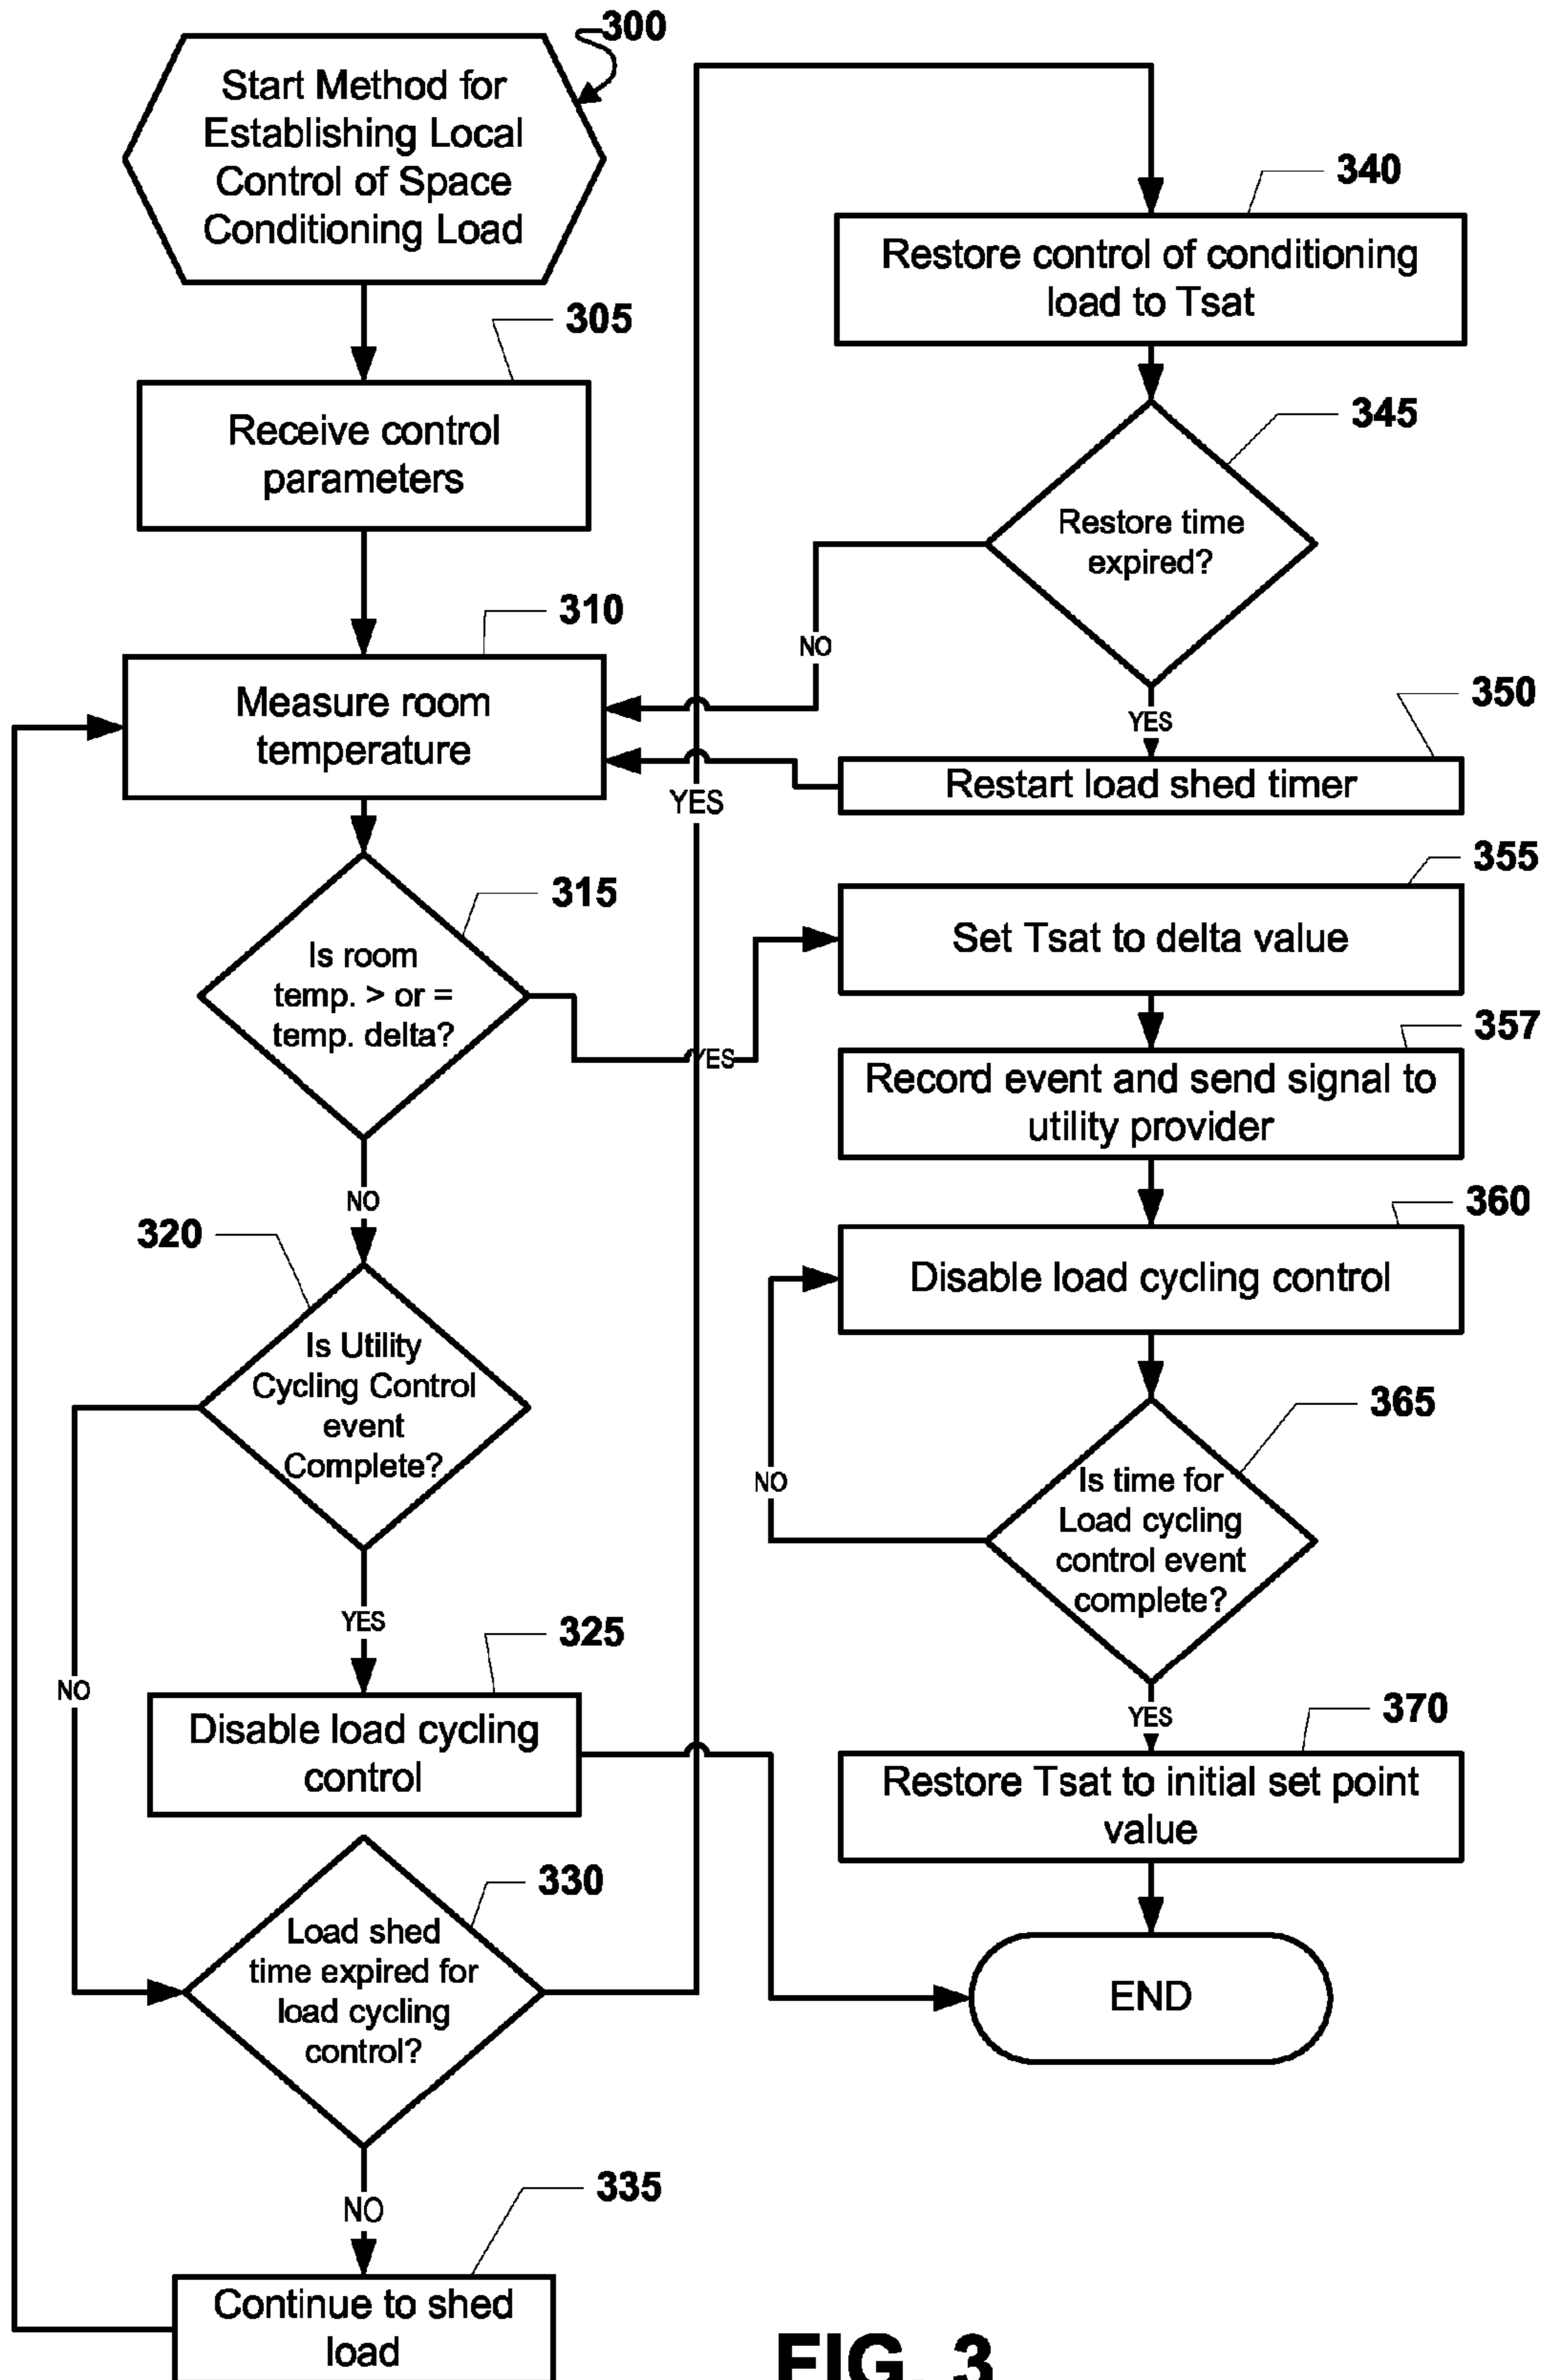 300
Start Method for
Establishing Local
Control of Space
Conditioning Load
305
Receive control
parameters
310
Measure room
temperature
315
Is room
temp. > or =
temp. delta?
YES
NO
320
Is Utility
Cycling Control
event
Complete?
NO
YES
325
Disable load cycling
control
330
Load shed
time expired for
load cycling
control?
YES
NO
335
Continue to shed
load
340
Restore control of conditioning
load to Tsat
345
Restore time
expired?
NO
YES
350
Restart load shed timer
355
Set Tsat to delta value
357
Record event and send signal to
utility provider
360
Disable load cycling control
365
Is time for
Load cycling
control event
complete?
NO
YES
370
Restore Tsat to initial set point
value
END
FIG. 3